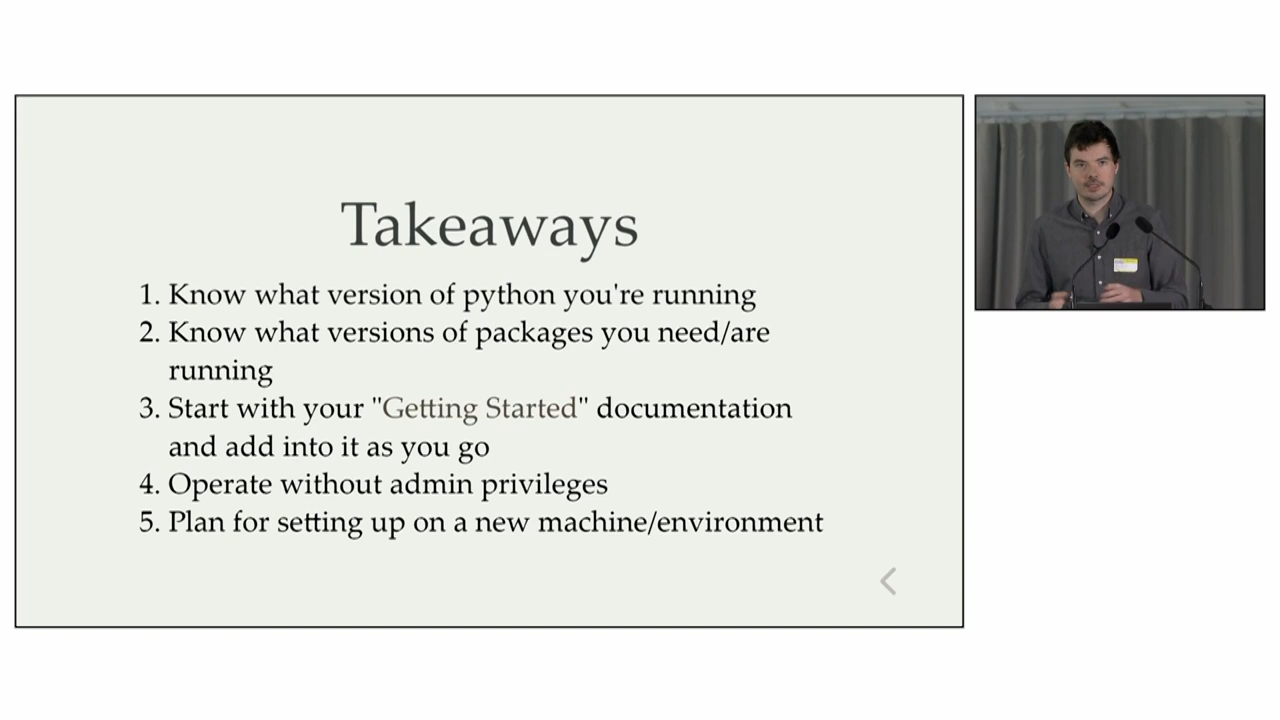 Takeaways
1. Know what version of python you're running
2. Know what versions of packages you need/are
running
3. Start with your "Getting Started" documentation
and add into it as you go
4. Operate without admin privileges
5. Plan for setting up on a new machine/environment